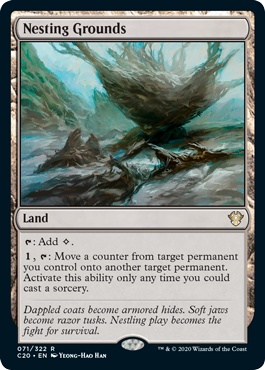 Nesting Grounds
Land
: Add .
1, : Move a counter from target permanent
you control onto another target permanent.
Activate this ability only any time you could
cast a sorcery.
Dappled coats become armored hides. Soft jaws
become razor tusks. Nestling play becomes the
fight for survival.
071/322 R
C20 • EN Yeong-Hao Han
™ & © 2020 Wizards of the Coast